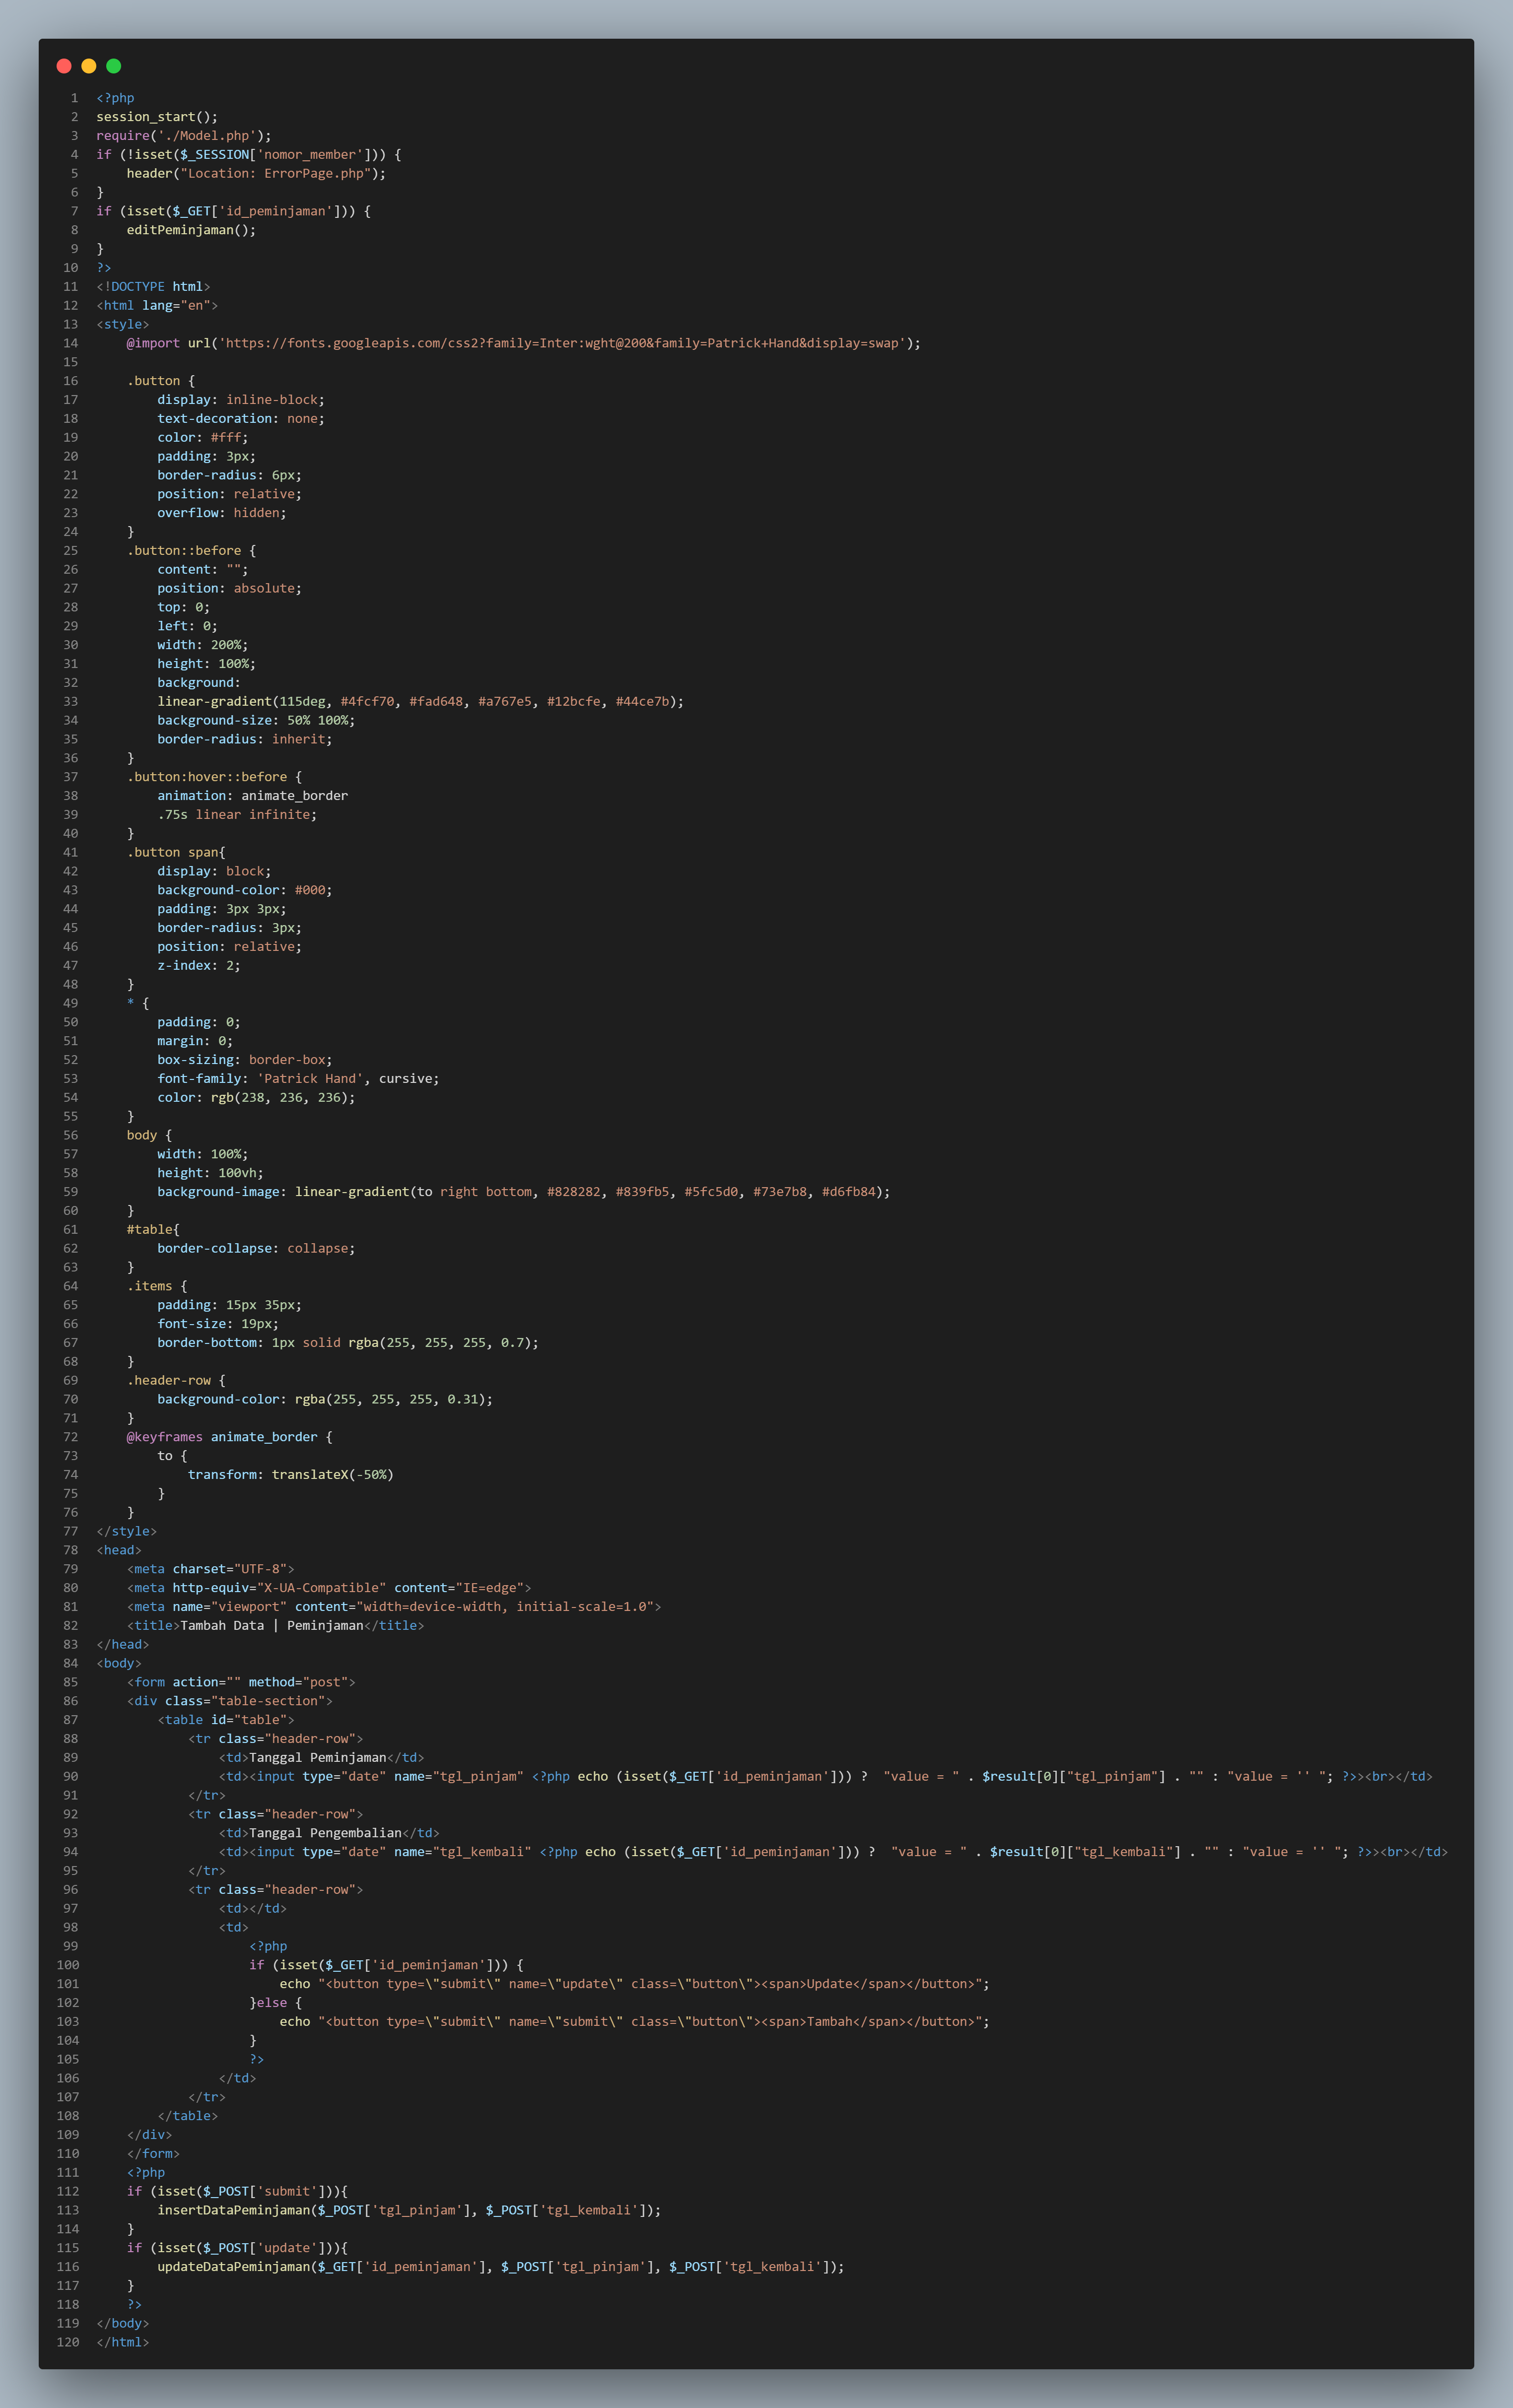 1 <?php
2 session_start();
3 require('./Model.php');
4 if (!isset($_SESSION['nomor_member'])) {
5     header("Location: ErrorPage.php");
6 }
7 if (isset($_GET['id_peminjaman'])) {
8     editPeminjaman();
9 }
10 ?>
11 <!DOCTYPE html>
12 <html lang="en">
13 <style>
14     @import url('https://fonts.googleapis.com/css2?family=Inter:wght@200&family=Patrick+Hand&display=swap');
15
16     .button {
17         display: inline-block;
18         text-decoration: none;
19         color: #fff;
20         padding: 3px;
21         border-radius: 6px;
22         position: relative;
23         overflow: hidden;
24     }
25     .button::before {
26         content: "";
27         position: absolute;
28         top: 0;
29         left: 0;
30         width: 200%;
31         height: 100%;
32         background:
33         linear-gradient(115deg, #4fcf70, #fad648, #a767e5, #12bcfe, #44ce7b);
34         background-size: 50% 100%;
35         border-radius: inherit;
36     }
37     .button:hover::before {
38         animation: animate_border
39         .75s linear infinite;
40     }
41     .button span{
42         display: block;
43         background-color: #000;
44         padding: 3px 3px;
45         border-radius: 3px;
46         position: relative;
47         z-index: 2;
48     }
49     * {
50         padding: 0;
51         margin: 0;
52         box-sizing: border-box;
53         font-family: 'Patrick Hand', cursive;
54         color: rgb(238, 236, 236);
55     }
56     body {
57         width: 100%;
58         height: 100vh;
59         background-image: linear-gradient(to right bottom, #828282, #839fb5, #5fc5d0, #73e7b8, #d6fb84);
60     }
61     #table{
62         border-collapse: collapse;
63     }
64     .items {
65         padding: 15px 35px;
66         font-size: 19px;
67         border-bottom: 1px solid rgba(255, 255, 255, 0.7);
68     }
69     .header-row {
70         background-color: rgba(255, 255, 255, 0.31);
71     }
72     @keyframes animate_border {
73         to {
74             transform: translateX(-50%)
75         }
76     }
77 </style>
78 <head>
79     <meta charset="UTF-8">
80     <meta http-equiv="X-UA-Compatible" content="IE=edge">
81     <meta name="viewport" content="width=device-width, initial-scale=1.0">
82     <title>Tambah Data | Peminjaman</title>
83 </head>
84 <body>
85     <form action="" method="post">
86     <div class="table-section">
87         <table id="table">
88             <tr class="header-row">
89                 <td>Tanggal Peminjaman</td>
90                 <td><input type="date" name="tgl_pinjam" <?php echo (isset($_GET['id_peminjaman'])) ?  "value = " . $result[0]["tgl_pinjam"] . "" : "value = '' "; ?>><br></td>
91             </tr>
92             <tr class="header-row">
93                 <td>Tanggal Pengembalian</td>
94                 <td><input type="date" name="tgl_kembali" <?php echo (isset($_GET['id_peminjaman'])) ?  "value = " . $result[0]["tgl_kembali"] . "" : "value = '' "; ?>><br></td>
95             </tr>
96             <tr class="header-row">
97                 <td></td>
98                 <td>
99                     <?php
100                     if (isset($_GET['id_peminjaman'])) {
101                         echo "<button type=\"submit\" name=\"update\" class=\"button\"><span>Update</span></button>";
102                     }else {
103                         echo "<button type=\"submit\" name=\"submit\" class=\"button\"><span>Tambah</span></button>";
104                     }
105                     ?>
106                 </td>
107             </tr>
108         </table>
109     </div>
110     </form>
111     <?php
112     if (isset($_POST['submit'])){
113         insertDataPeminjaman($_POST['tgl_pinjam'], $_POST['tgl_kembali']);
114     }
115     if (isset($_POST['update'])){
116         updateDataPeminjaman($_GET['id_peminjaman'], $_POST['tgl_pinjam'], $_POST['tgl_kembali']);
117     }
118     ?>
119 </body>
120 </html>